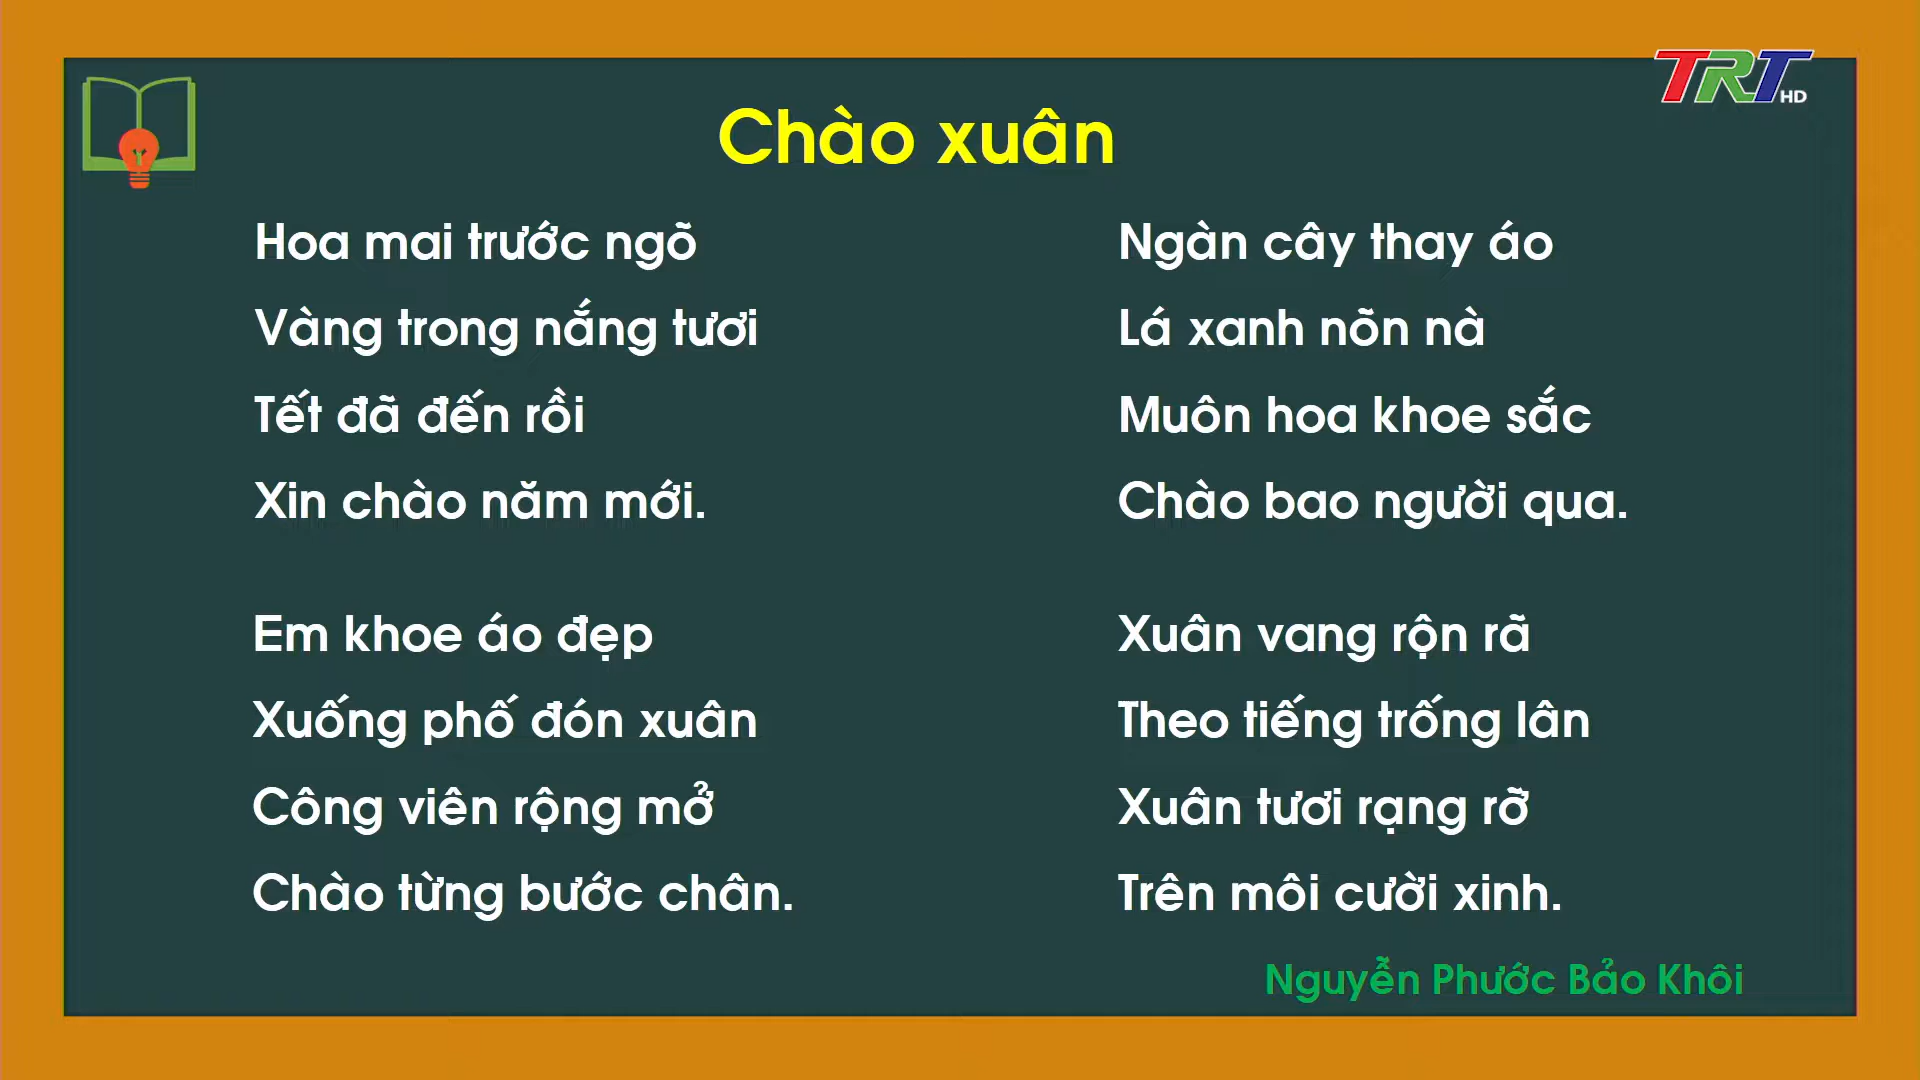 TRT HD
Chào xuân
Hoa mai trước ngõ
Vàng trong nắng tươi
Tết đã đến rồi
Xin chào năm mới.
Em khoe áo đẹp
Xuống phố đón xuân
Công viên rộng mở
Chào từng bước chân.
Ngàn cây thay áo
Lá xanh nõn nà
Muôn hoa khoe sắc
Chào bao người qua.
Xuân vang rộn rã
Theo tiếng trống lân
Xuân tươi rạng rỡ
Trên môi cười xinh.
Nguyễn Phước Bảo Khôi